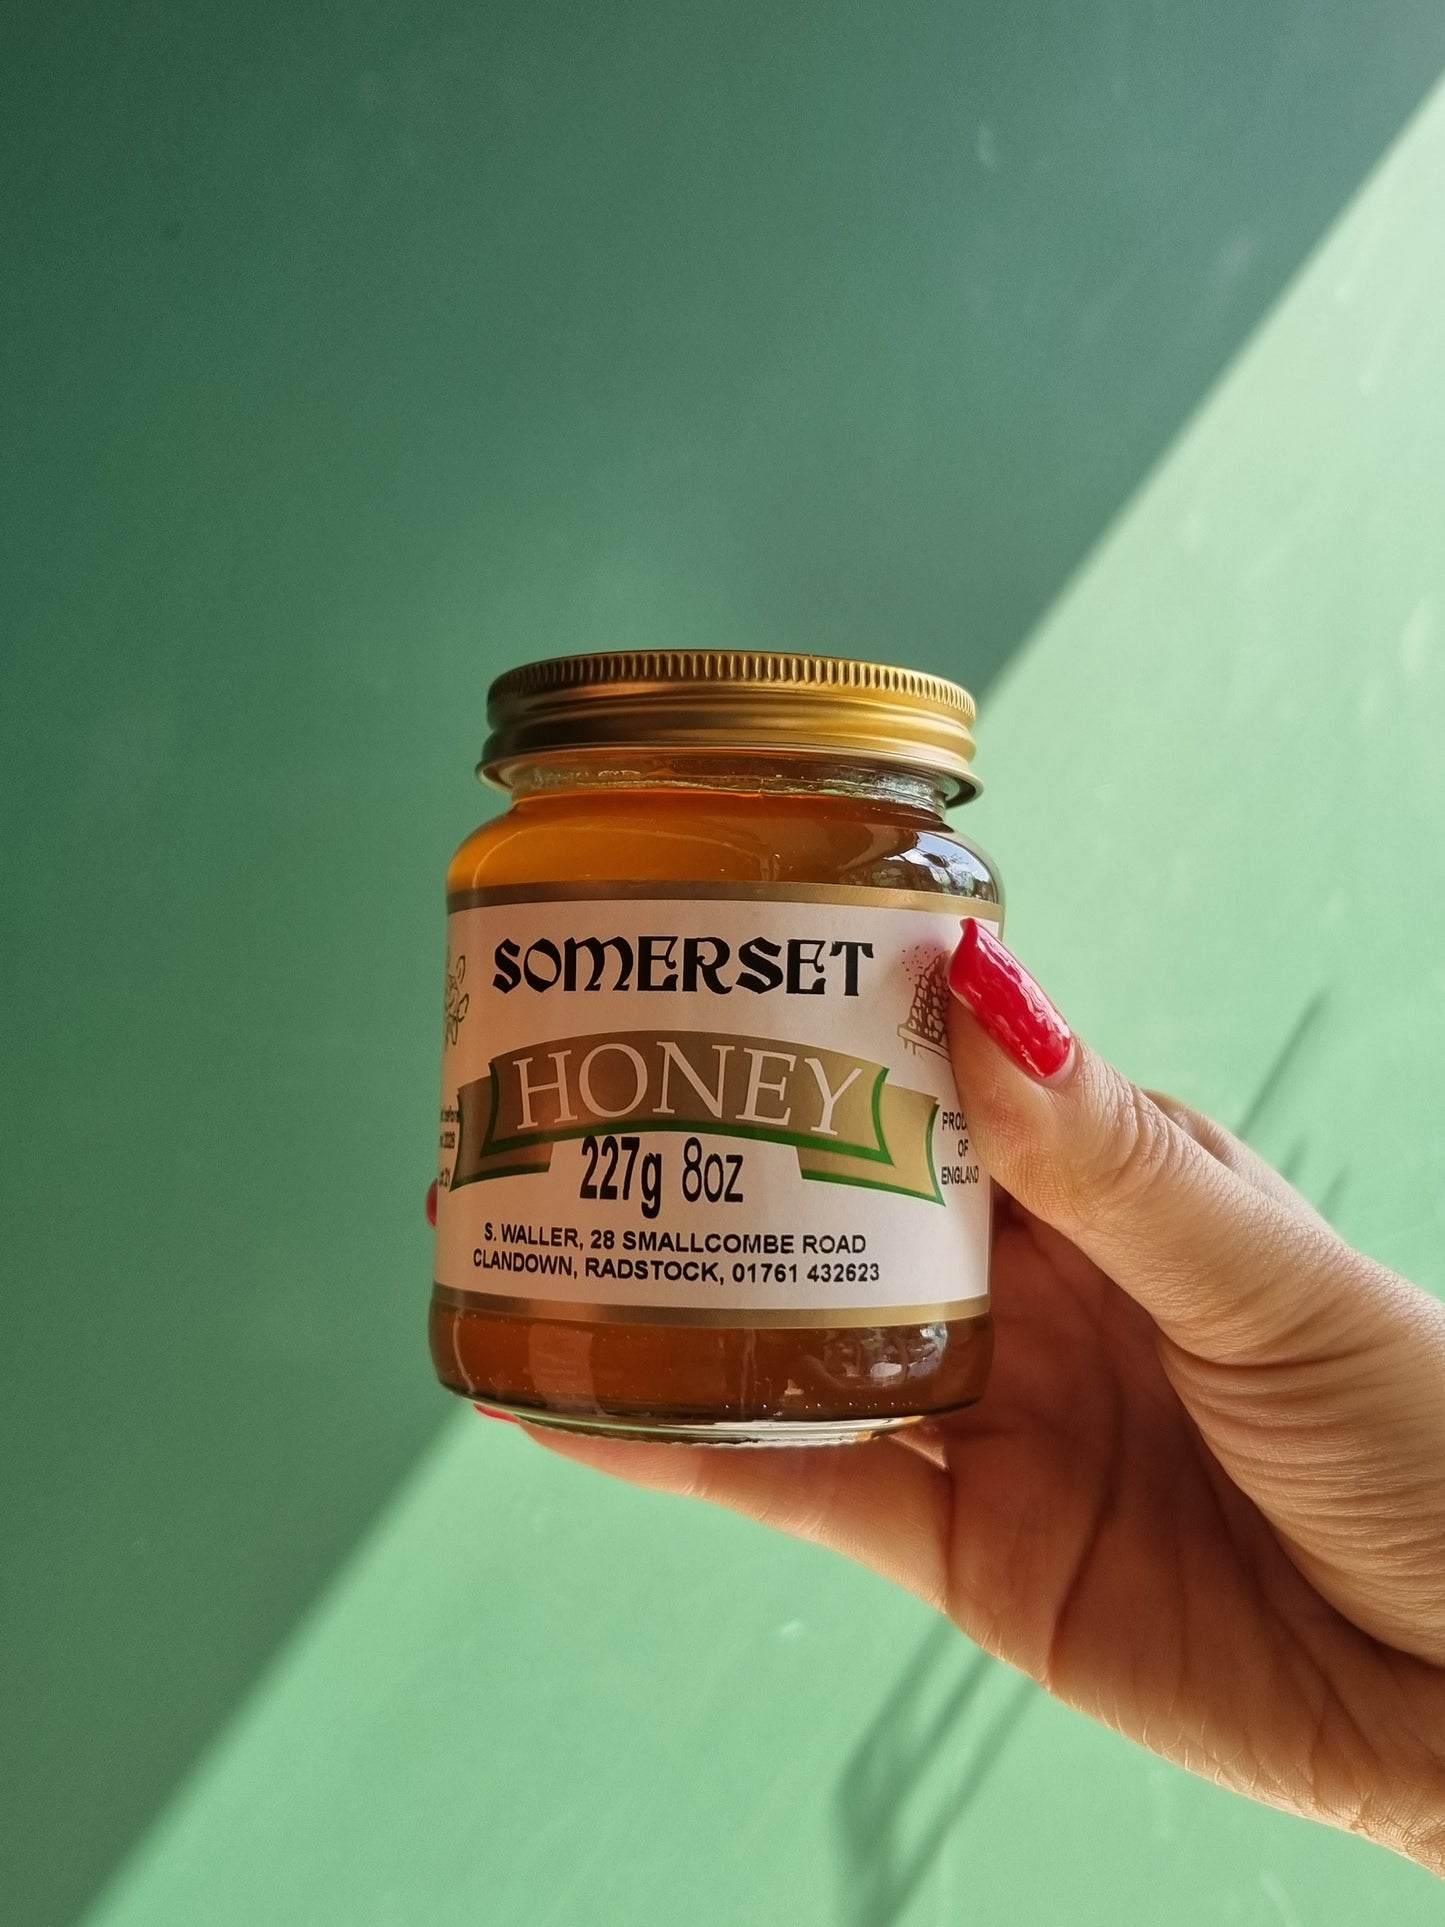 SOMERSET
HONEY
227g 8oz
S. WALLER, 28 SMALLCOMBE ROAD
CLANDOWN, RADSTOCK, 01761 432623
OF
ENGLAND